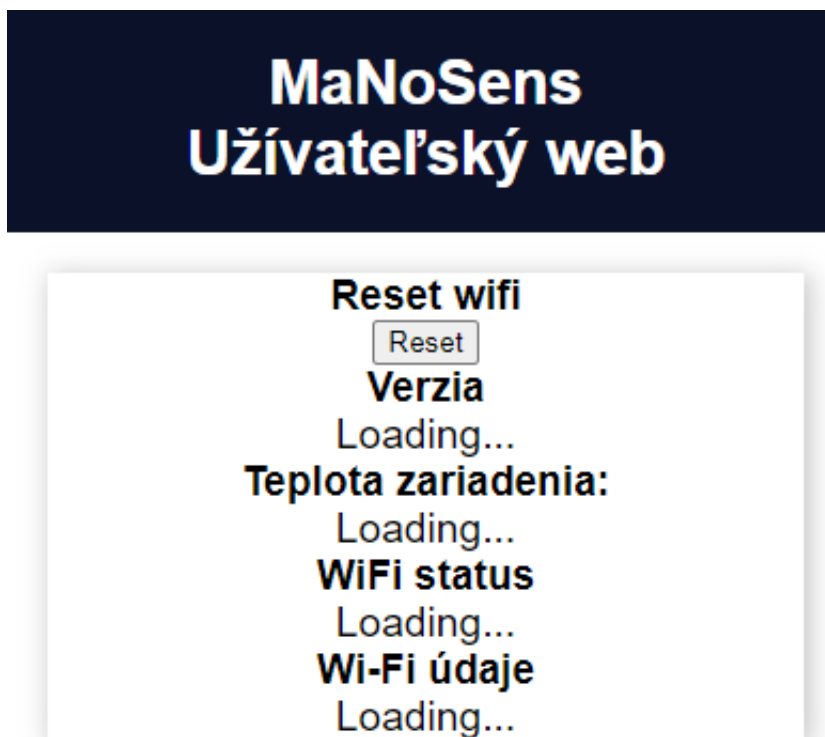 MaNoSens
Užívateľský web
Reset wifi
Reset
Verzia
Loading...
Teplota zariadenia:
Loading...
WiFi status
Loading...
Wi-Fi údaje
Loading...